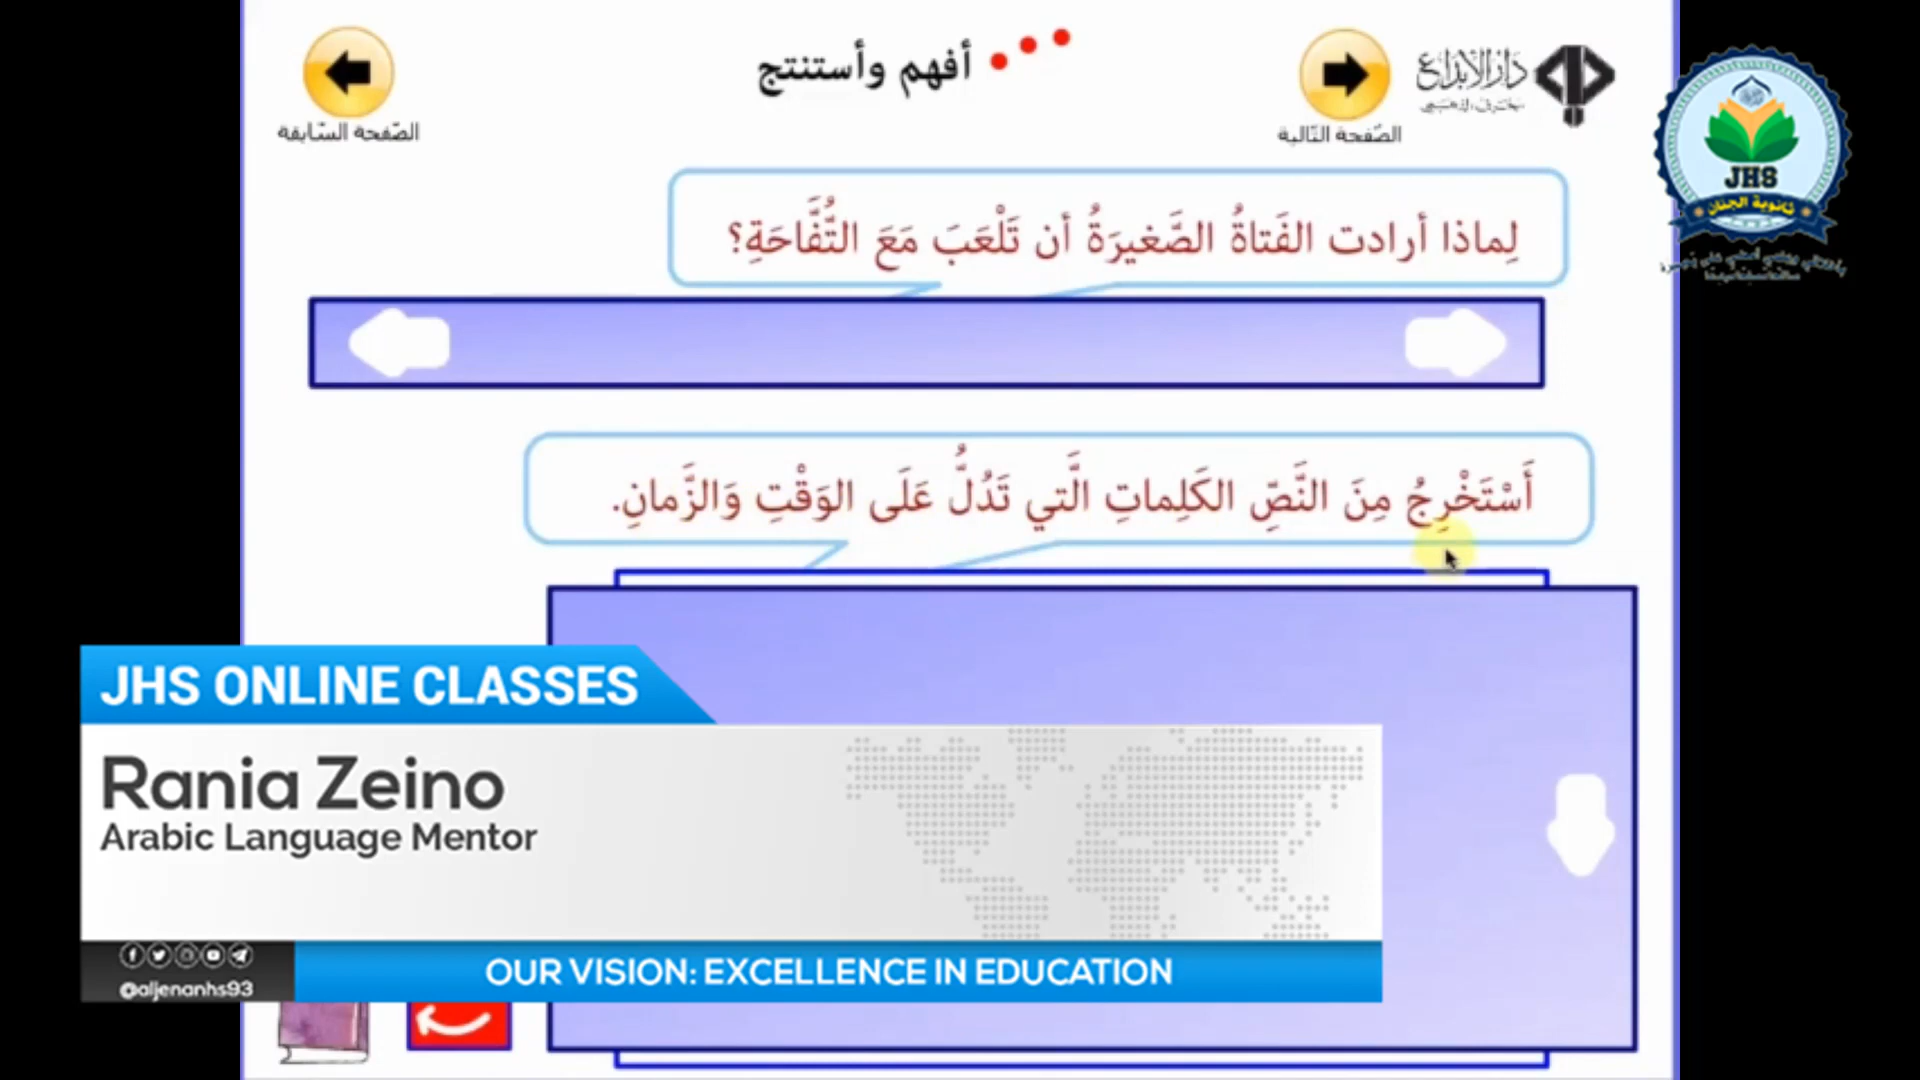 أفهم وأستنتج
الصّفحة السّابقة
الصّفحة التّالية
دار الإبداع
JHS
ثانوية الجنان
لِماذا أرادت الفَتاةُ الصَّغيرَةُ أن تَلْعَبَ مَعَ التُّفَّاحَةِ؟
أَسْتَخْرِجُ مِنَ النَّصِّ الكَلِماتِ الَّتي تَدُلُّ عَلَى الوَقْتِ وَالزَّمانِ.
JHS ONLINE CLASSES
Rania Zeino
Arabic Language Mentor
@aljenanhs93
OUR VISION: EXCELLENCE IN EDUCATION